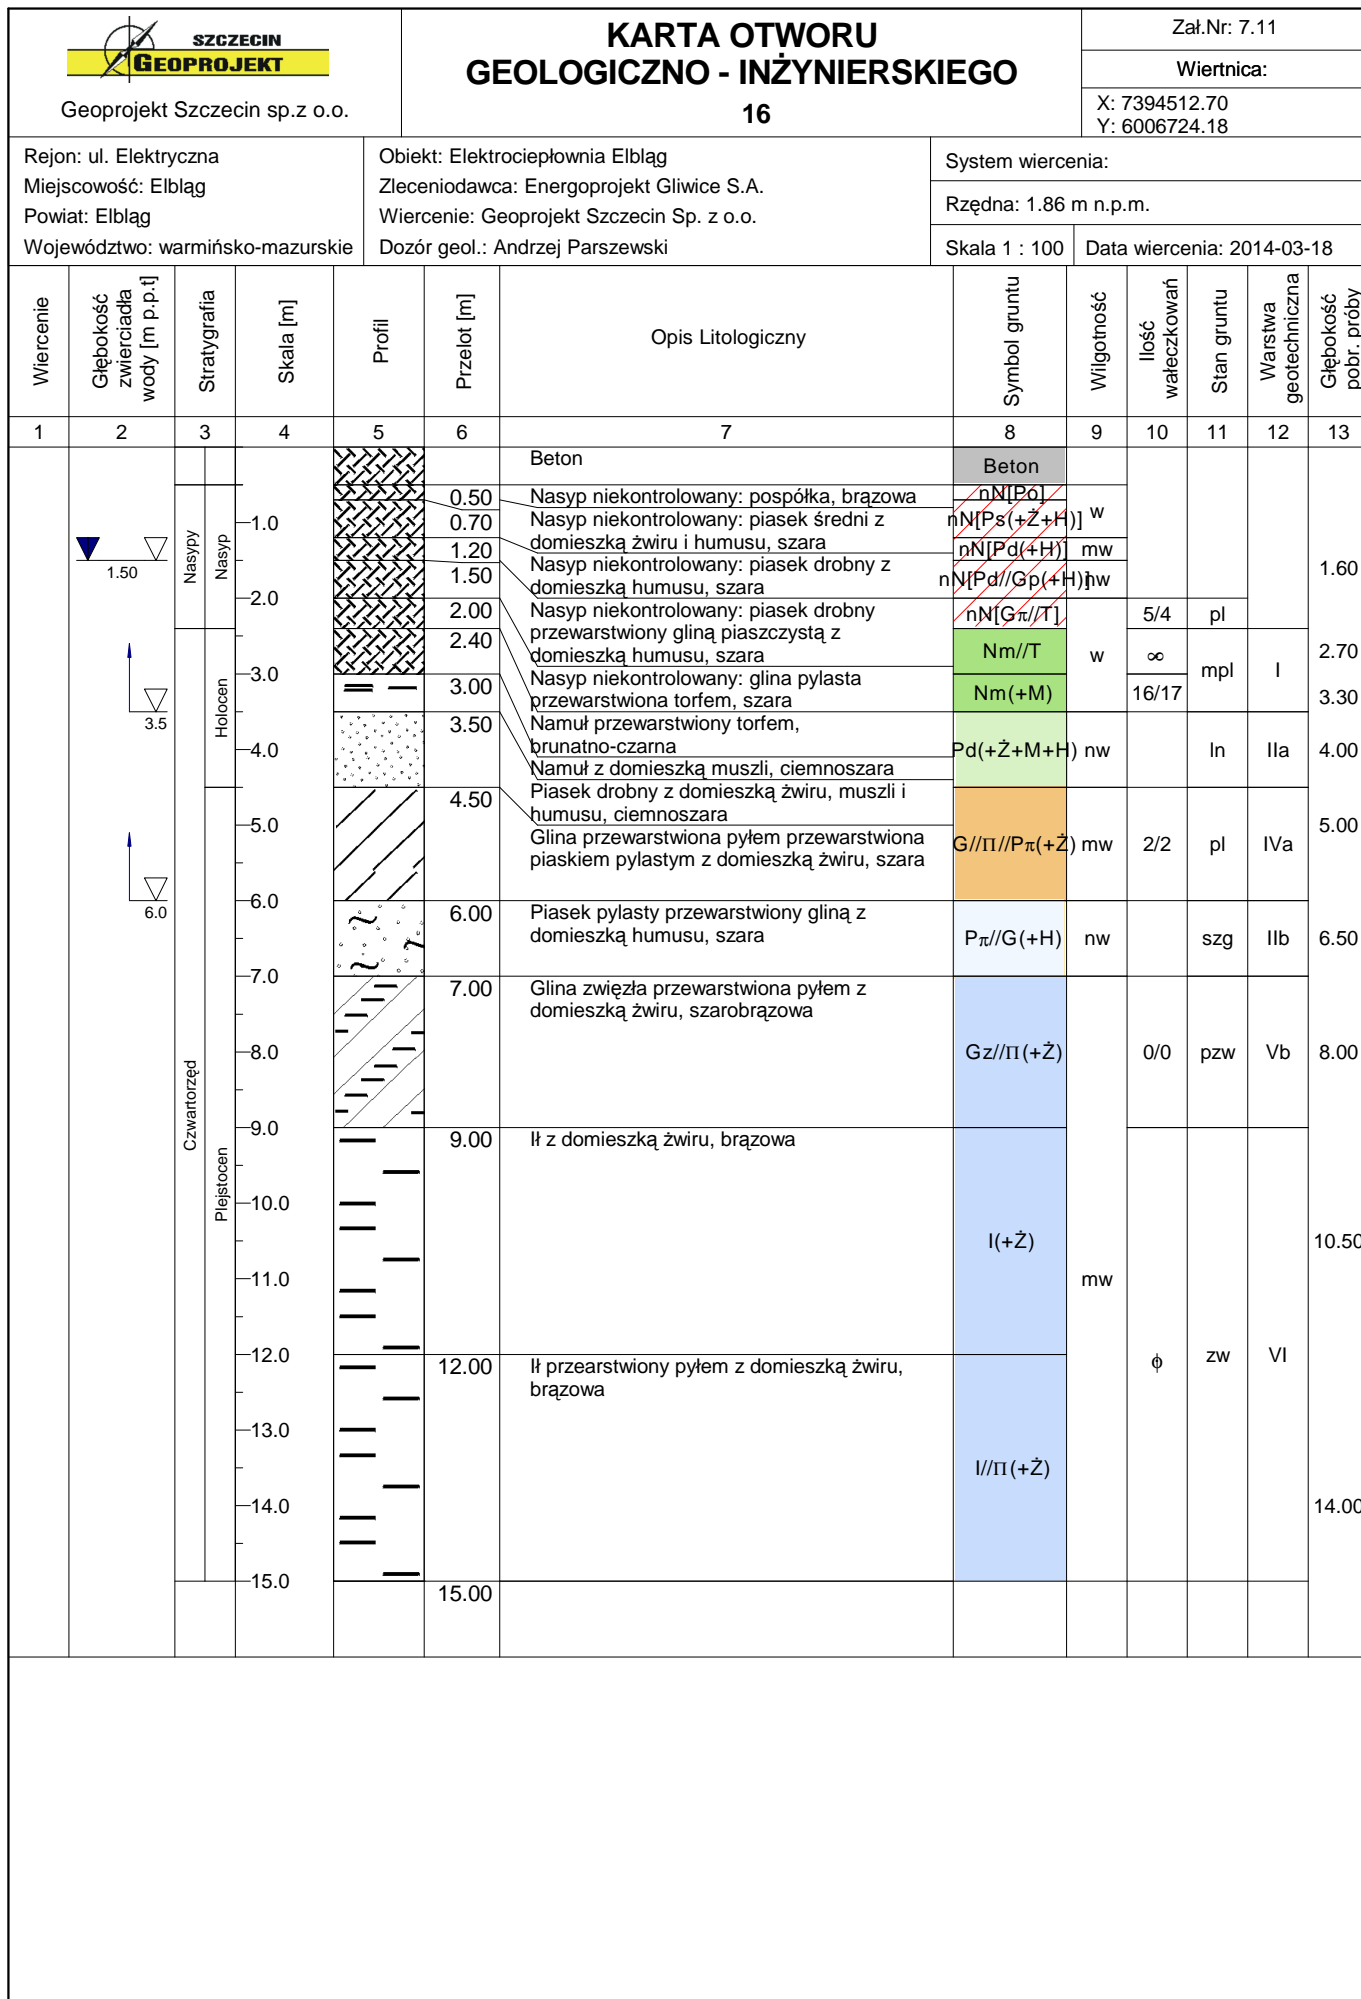 SZCZECIN
GEOPROJEKT
Geoprojekt Szczecin sp.z o.o.
KARTA OTWORU
GEOLOGICZNO - INŻYNIERSKIEGO
16
Zał.Nr: 7.11
Wiertnica:
X: 7394512.70
Y: 6006724.18
Rejon: ul. Elektryczna
Miejscowość: Elbląg
Powiat: Elbląg
Województwo: warmińsko-mazurskie
Obiekt: Elektrociepłownia Elbląg
Zleceniodawca: Energoprojekt Gliwice S.A.
Wiercenie: Geoprojekt Szczecin Sp. z o.o.
Dozór geol.: Andrzej Parszewski
System wiercenia:
Rzędna: 1.86 m n.p.m.
Skala 1 : 100
Data wiercenia: 2014-03-18
Wiercenie
Głębokość
zwierciadła
wody [m p.p.t]
Stratygrafia
Skala [m]
Profil
Przelot [m]
Opis Litologiczny
Symbol gruntu
Wilgotność
Ilość
wałeczkowań
Stan gruntu
Warstwa
geotechniczna
Głębokość
pobr. próby
1 2 3 4 5 6 7 8 9 10 11 12 13
1.50
3.5
6.0
Nasypy
Nasyp
Czwartorzęd
Holocen
Plejstocen
1.0
2.0
3.0
4.0
5.0
6.0
7.0
8.0
9.0
10.0
11.0
12.0
13.0
14.0
15.0
0.50
0.70
1.20
1.50
2.00
2.40
3.00
3.50
4.50
6.00
7.00
9.00
12.00
15.00
Beton
Nasyp niekontrolowany: pospółka, brązowa
Nasyp niekontrolowany: piasek średni z
domieszką żwiru i humusu, szara
Nasyp niekontrolowany: piasek drobny z
domieszką humusu, szara
Nasyp niekontrolowany: piasek drobny
przewarstwiony gliną piaszczystą z
domieszką humusu, szara
Nasyp niekontrolowany: glina pylasta
przewarstwiona torfem, szara
Namuł przewarstwiony torfem,
brunatno-czarna
Namuł z domieszką muszli, ciemnoszara
Piasek drobny z domieszką żwiru, muszli i
humusu, ciemnoszara
Glina przewarstwiona pyłem przewarstwiona
piaskiem pylastym z domieszką żwiru, szara
Piasek pylasty przewarstwiony gliną z
domieszką humusu, szara
Glina zwięzła przewarstwiona pyłem z
domieszką żwiru, szarobrązowa
Ił z domieszką żwiru, brązowa
Ił przearstwiony pyłem z domieszką żwiru,
brązowa
Beton
nN[Po]
nN[Ps(+Ż+H)]
nN[Pd(+H)]
nN[Pd//Gp(+H)]
nN[Gπ//T]
Nm//T
Nm(+M)
Pd(+Ż+M+H)
G//Π//Pπ(+Ż)
Pπ//G(+H)
Gz//Π(+Ż)
I(+Ż)
I//Π(+Ż)
w
mw
nw
w
nw
mw
nw
mw
5/4
∞
16/17
2/2
0/0
ϕ
pl
mpl
ln
pl
szg
pzw
zw
I
IIa
IVa
IIb
Vb
VI
1.60
2.70
3.30
4.00
5.00
6.50
8.00
10.50
14.00